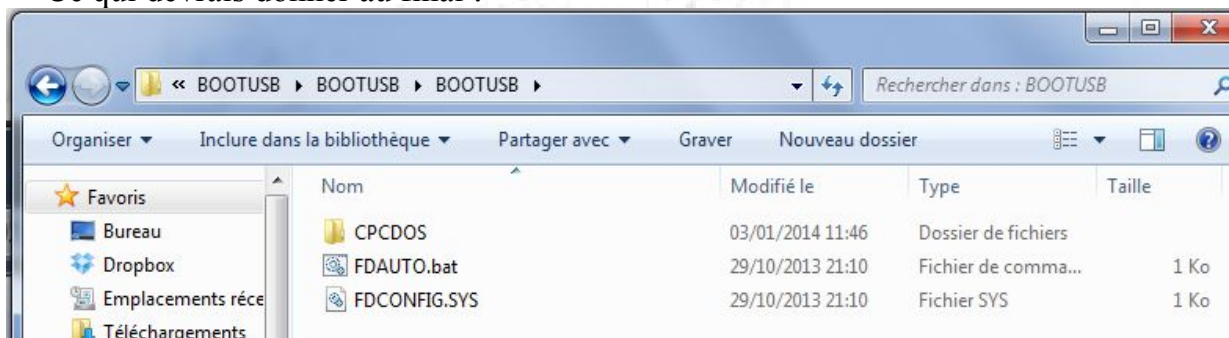 « BOOTUSB ▸ BOOTUSB ▸ BOOTUSB ▸ Rechercher dans : BOOTUSB
Organiser Inclure dans la bibliothèque Partager avec Graver Nouveau dossier
Favoris Nom Modifié le Type Taille
Bureau CPCDOS 03/01/2014 11:46 Dossier de fichiers
Dropbox FDAUTO.bat 29/10/2013 21:10 Fichier de comma... 1 Ko
Emplacements réce FDCONFIG.SYS 29/10/2013 21:10 Fichier SYS 1 Ko
Téléchargements